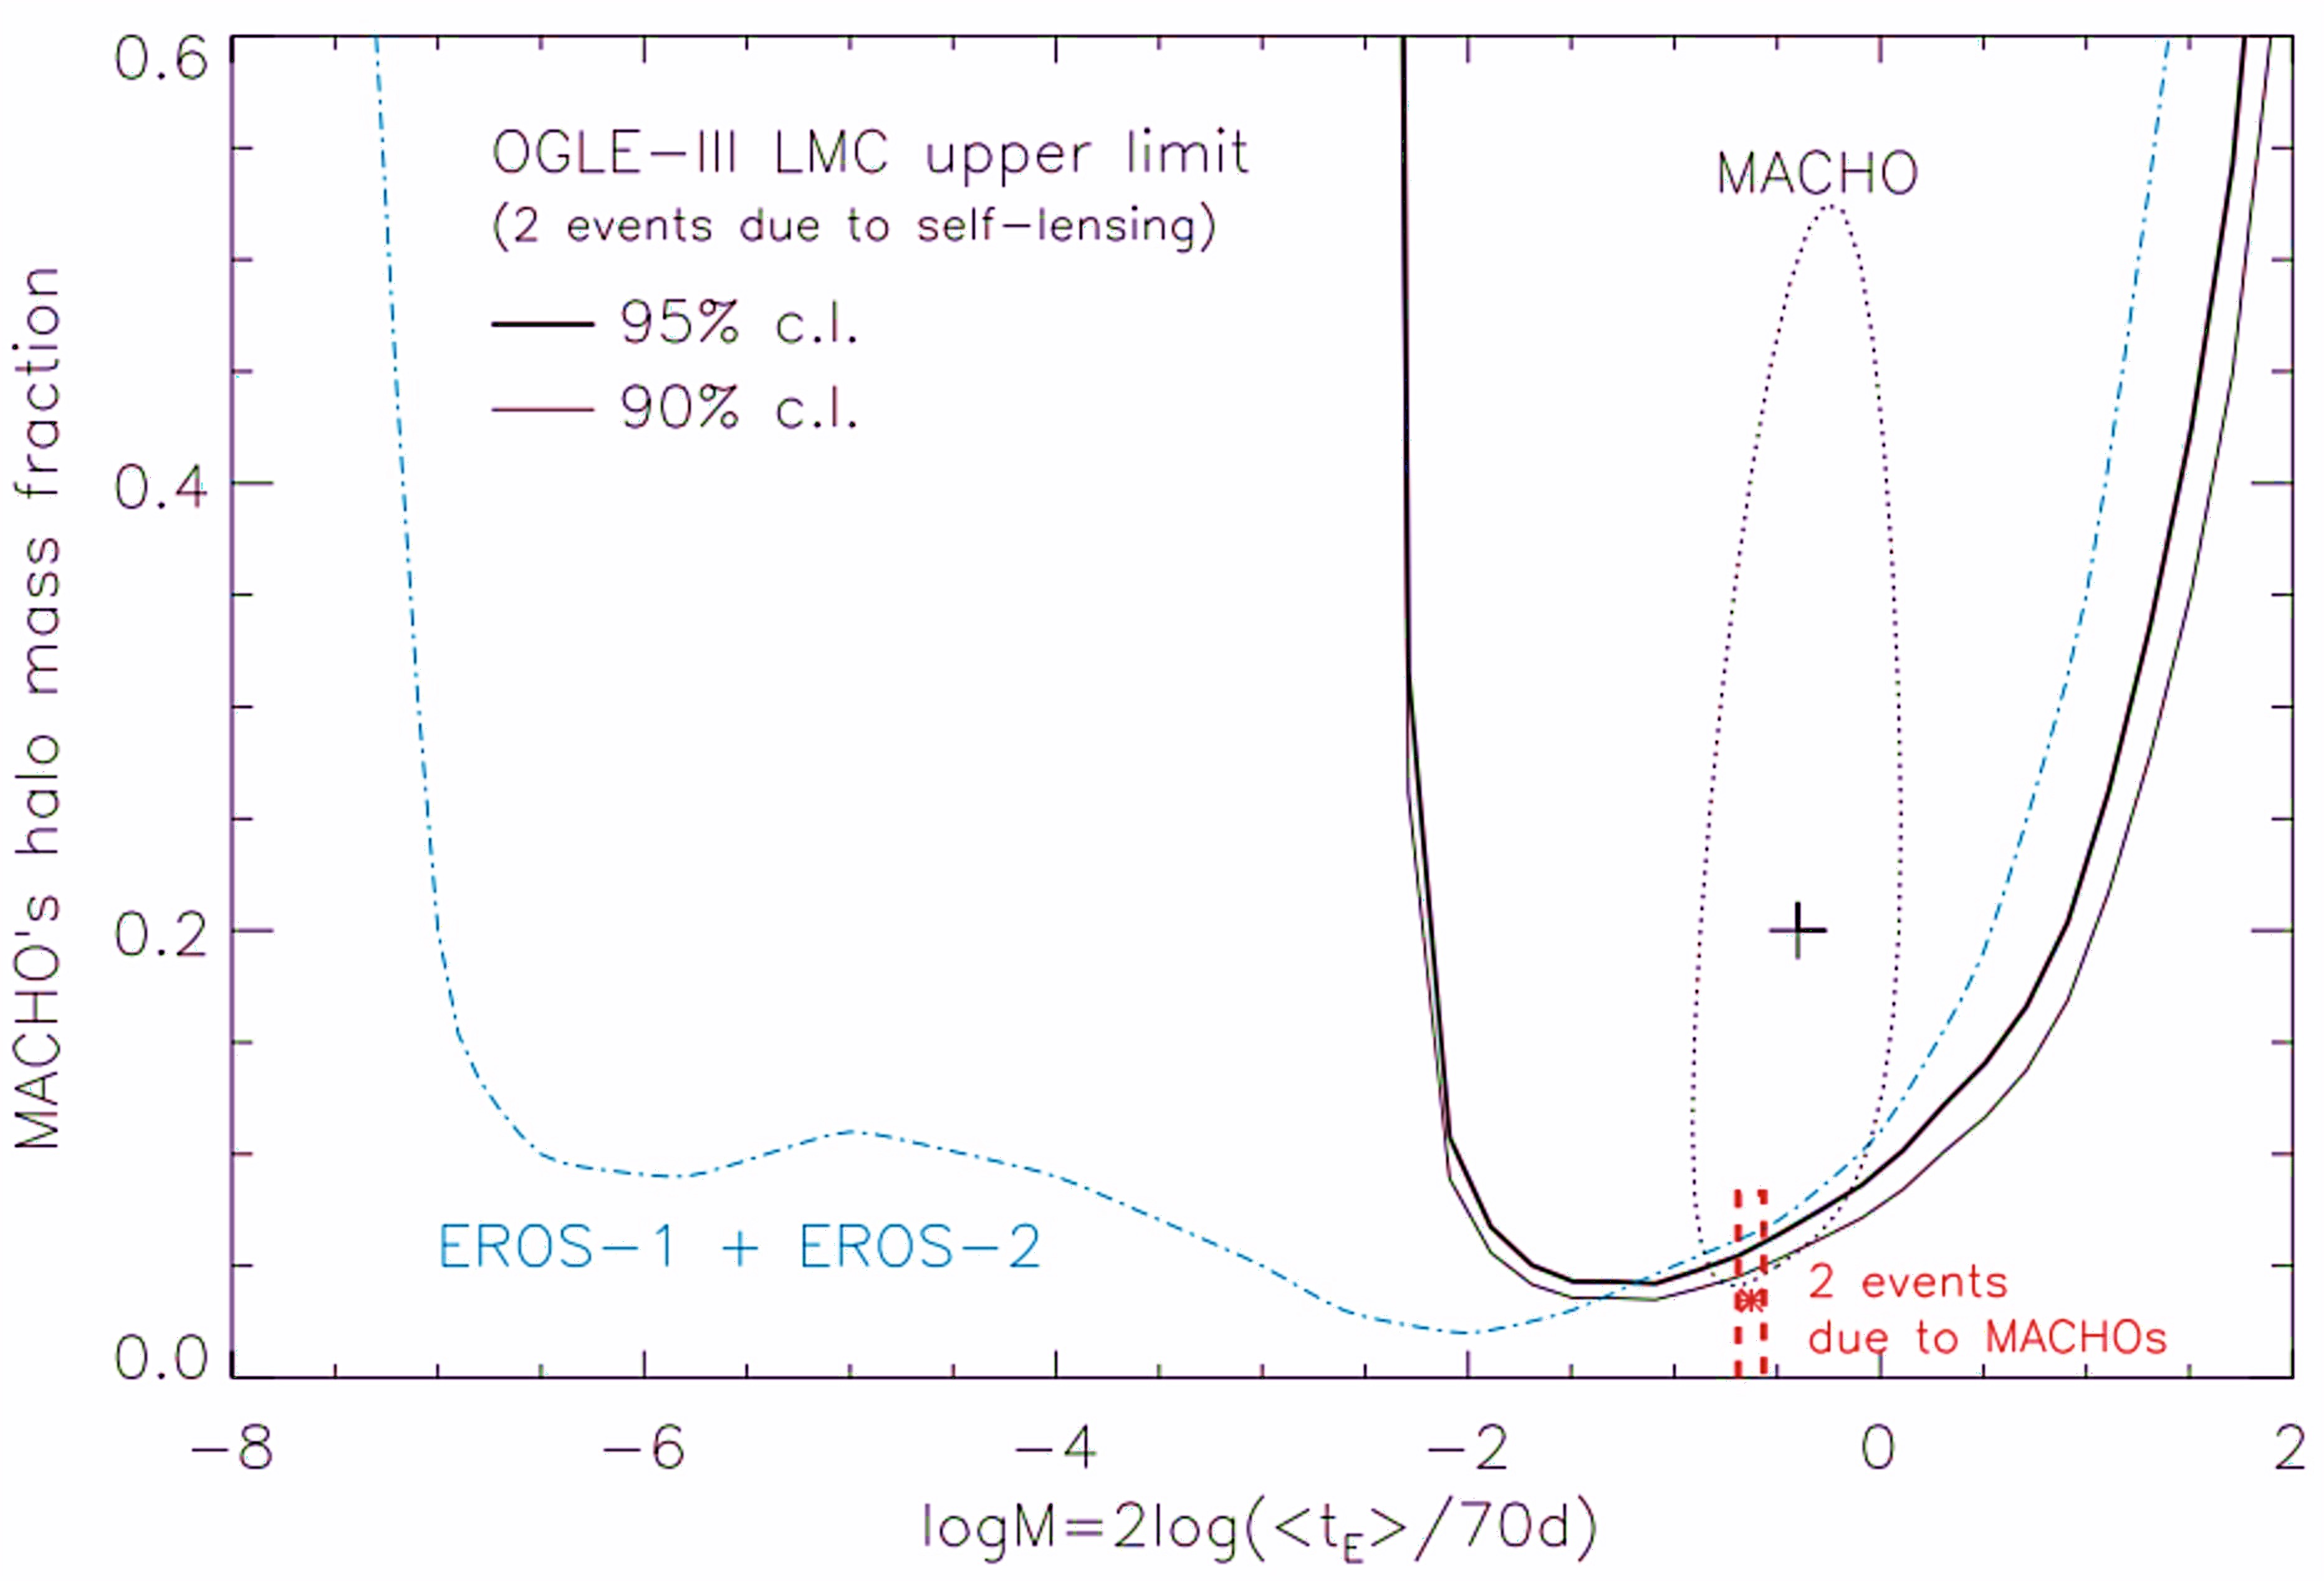 MACHO's halo mass fraction
0.6
0.4
0.2
0.0
OGLE-III LMC upper limit
(2 events due to self-lensing)
95% c.l.
90% c.l.
MACHO
EROS-1 + EROS-2
2 events
due to MACHOs
-8 -6 -4 -2 0 2
logM=2log(<t_E>/70d)